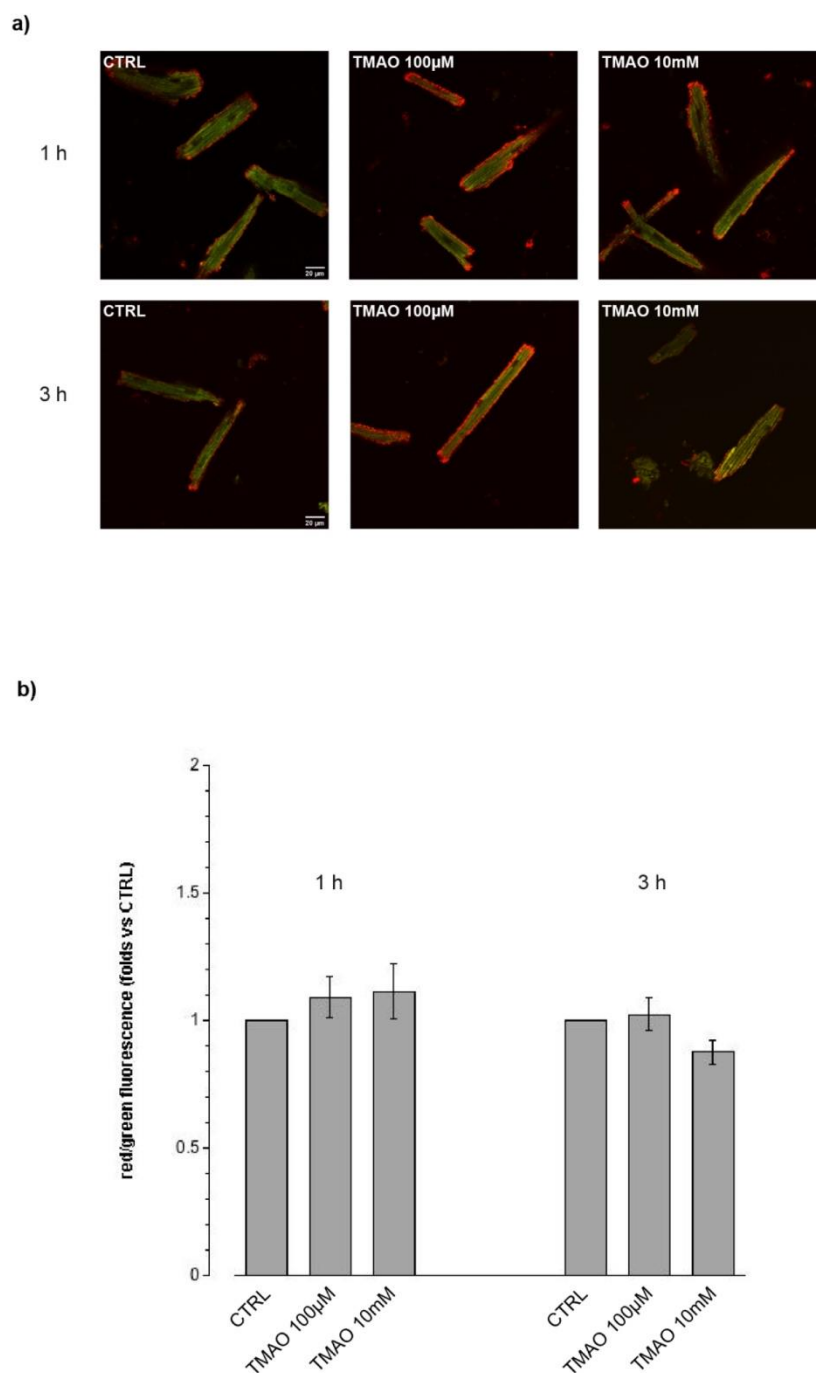 a)
CTRL
TMAO 100µM
TMAO 10mM
1 h
20 µm
CTRL
TMAO 100µM
TMAO 10mM
3 h
20 µm
b)
red/green fluorescence (folds vs CTRL)
2
1.5
1
0.5
0
1 h
3 h
CTRL
TMAO 100µM
TMAO 10mM
CTRL
TMAO 100µM
TMAO 10mM